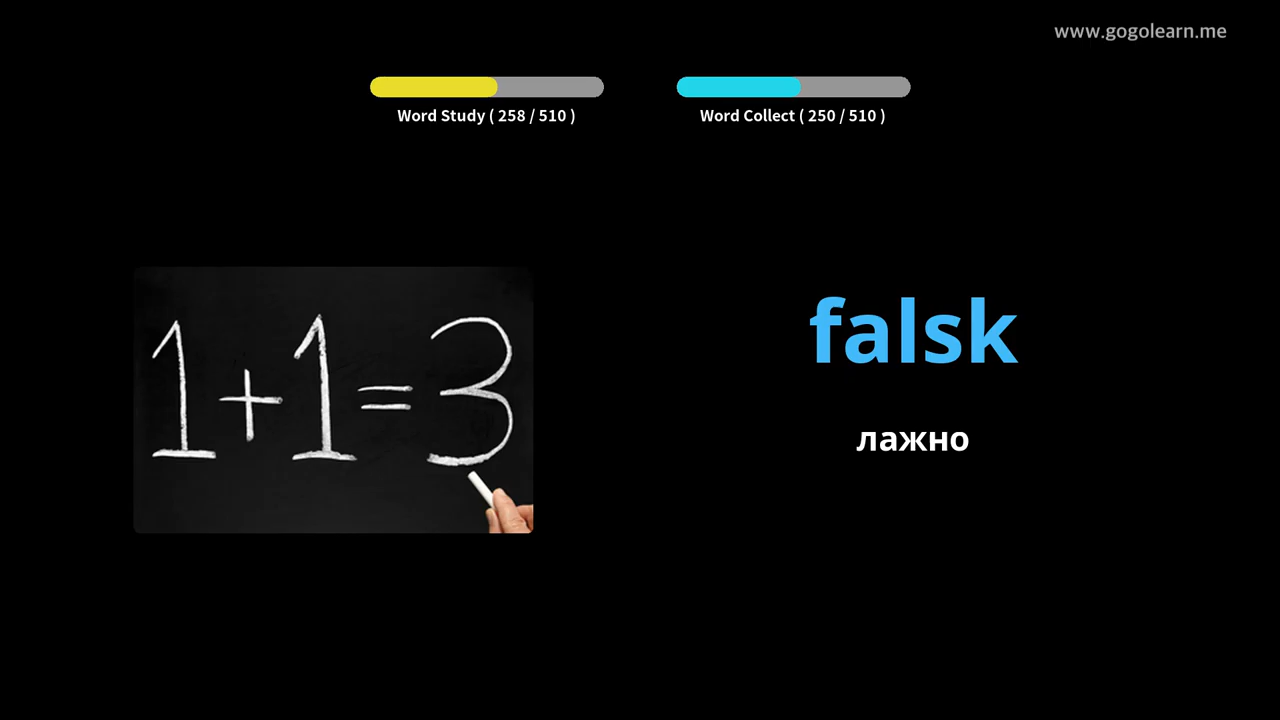 www.gogolearn.me
Word Study ( 258 / 510 )
Word Collect ( 250 / 510 )
1+1=3
falsk
лажно